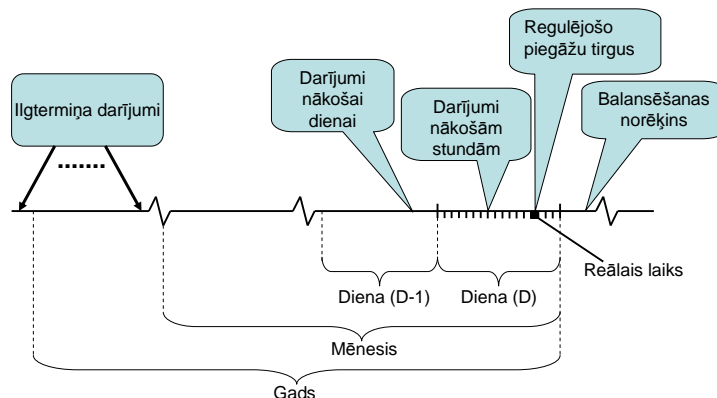 Regulējošo
piegāžu tirgus
Ilgtermiņa darījumi
Darījumi
nākošai
dienai
Darījumi
nākošām
stundām
Balansēšanas
norēķins
Reālais laiks
Diena (D-1)
Diena (D)
Mēnesis
Gads